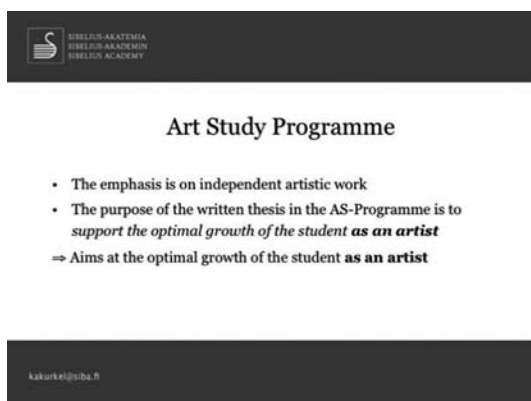 SIBELIUS-AKATEMIA
SIBELIUS-AKADEMIN
SIBELIUS ACADEMY
Art Study Programme
• The emphasis is on independent artistic work
• The purpose of the written thesis in the AS-Programme is to
support the optimal growth of the student as an artist
⇒ Aims at the optimal growth of the student as an artist
kakurkel@siba.fi